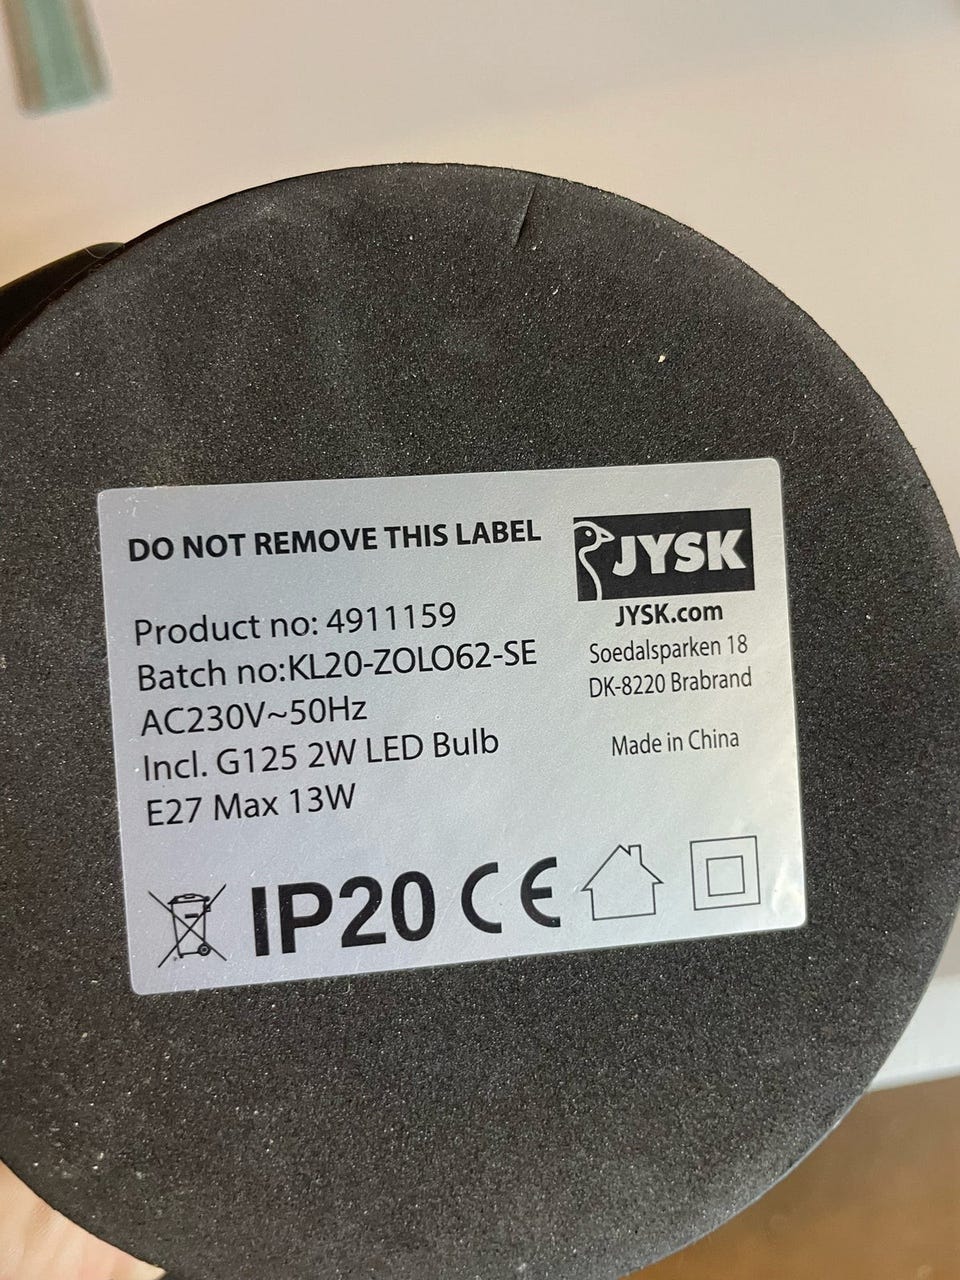 DO NOT REMOVE THIS LABEL
Product no: 4911159
Batch no:KL20-ZOLO62-SE
AC230V~50Hz
Incl. G125 2W LED Bulb
E27 Max 13W
JYSK
JYSK.com
Soedalsparken 18
DK-8220 Brabrand
Made in China
IP20 CE